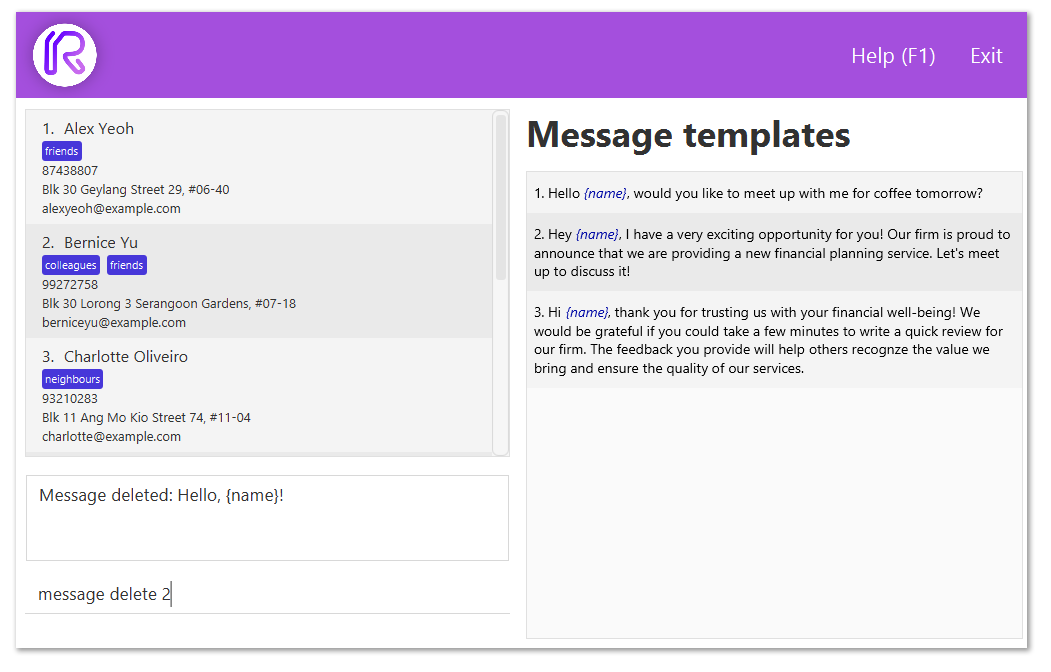 Help (F1) Exit
1. Alex Yeoh
friends
87438807
Blk 30 Geylang Street 29, #06-40
alexyeoh@example.com
2. Bernice Yu
colleagues friends
99272758
Blk 30 Lorong 3 Serangoon Gardens, #07-18
berniceyu@example.com
3. Charlotte Oliveiro
neighbours
93210283
Blk 11 Ang Mo Kio Street 74, #11-04
charlotte@example.com
Message deleted: Hello, {name}!
message delete 2
Message templates
1. Hello {name}, would you like to meet up with me for coffee tomorrow?
2. Hey {name}, I have a very exciting opportunity for you! Our firm is proud to
announce that we are providing a new financial planning service. Let's meet
up to discuss it!
3. Hi {name}, thank you for trusting us with your financial well-being! We
would be grateful if you could take a few minutes to write a quick review for
our firm. The feedback you provide will help others recognze the value we
bring and ensure the quality of our services.